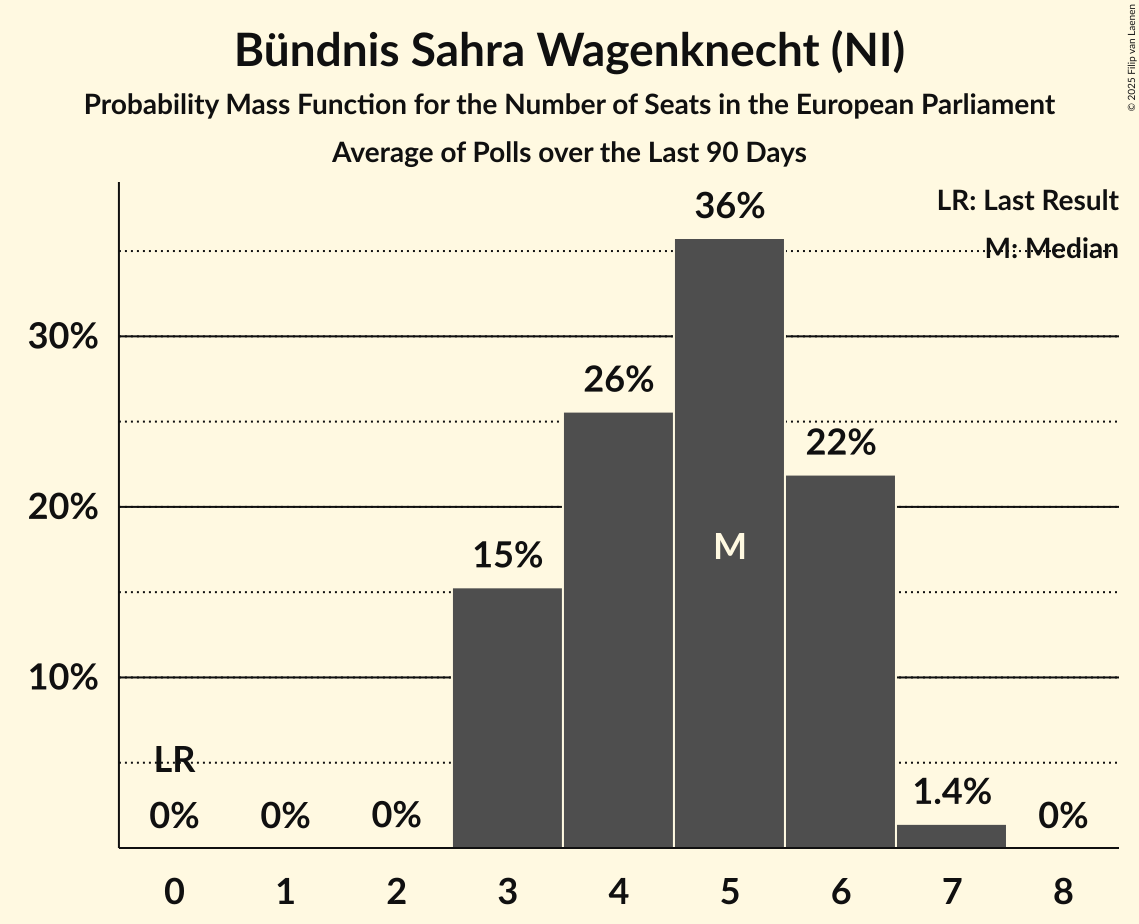 Bündnis Sahra Wagenknecht (NI)
Probability Mass Function for the Number of Seats in the European Parliament
Average of Polls over the Last 90 Days
© 2025 Filip van Laenen
LR: Last Result
M: Median
36%
30%
26%
22%
20%
15%
M
10%
LR
1.4%
0% 0% 0% 0%
0 1 2 3 4 5 6 7 8